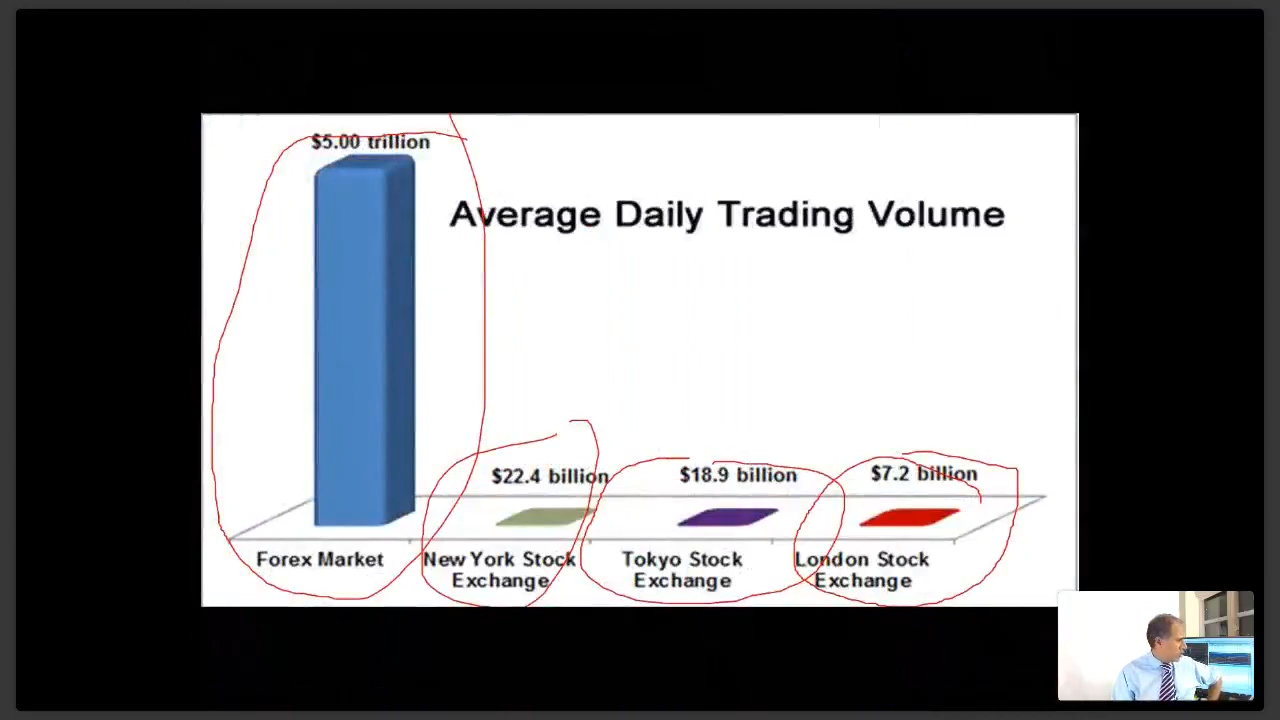 $5.00 trillion
Average Daily Trading Volume
$22.4 billion
$18.9 billion
$7.2 billion
Forex Market
New York Stock
Exchange
Tokyo Stock
Exchange
London Stock
Exchange